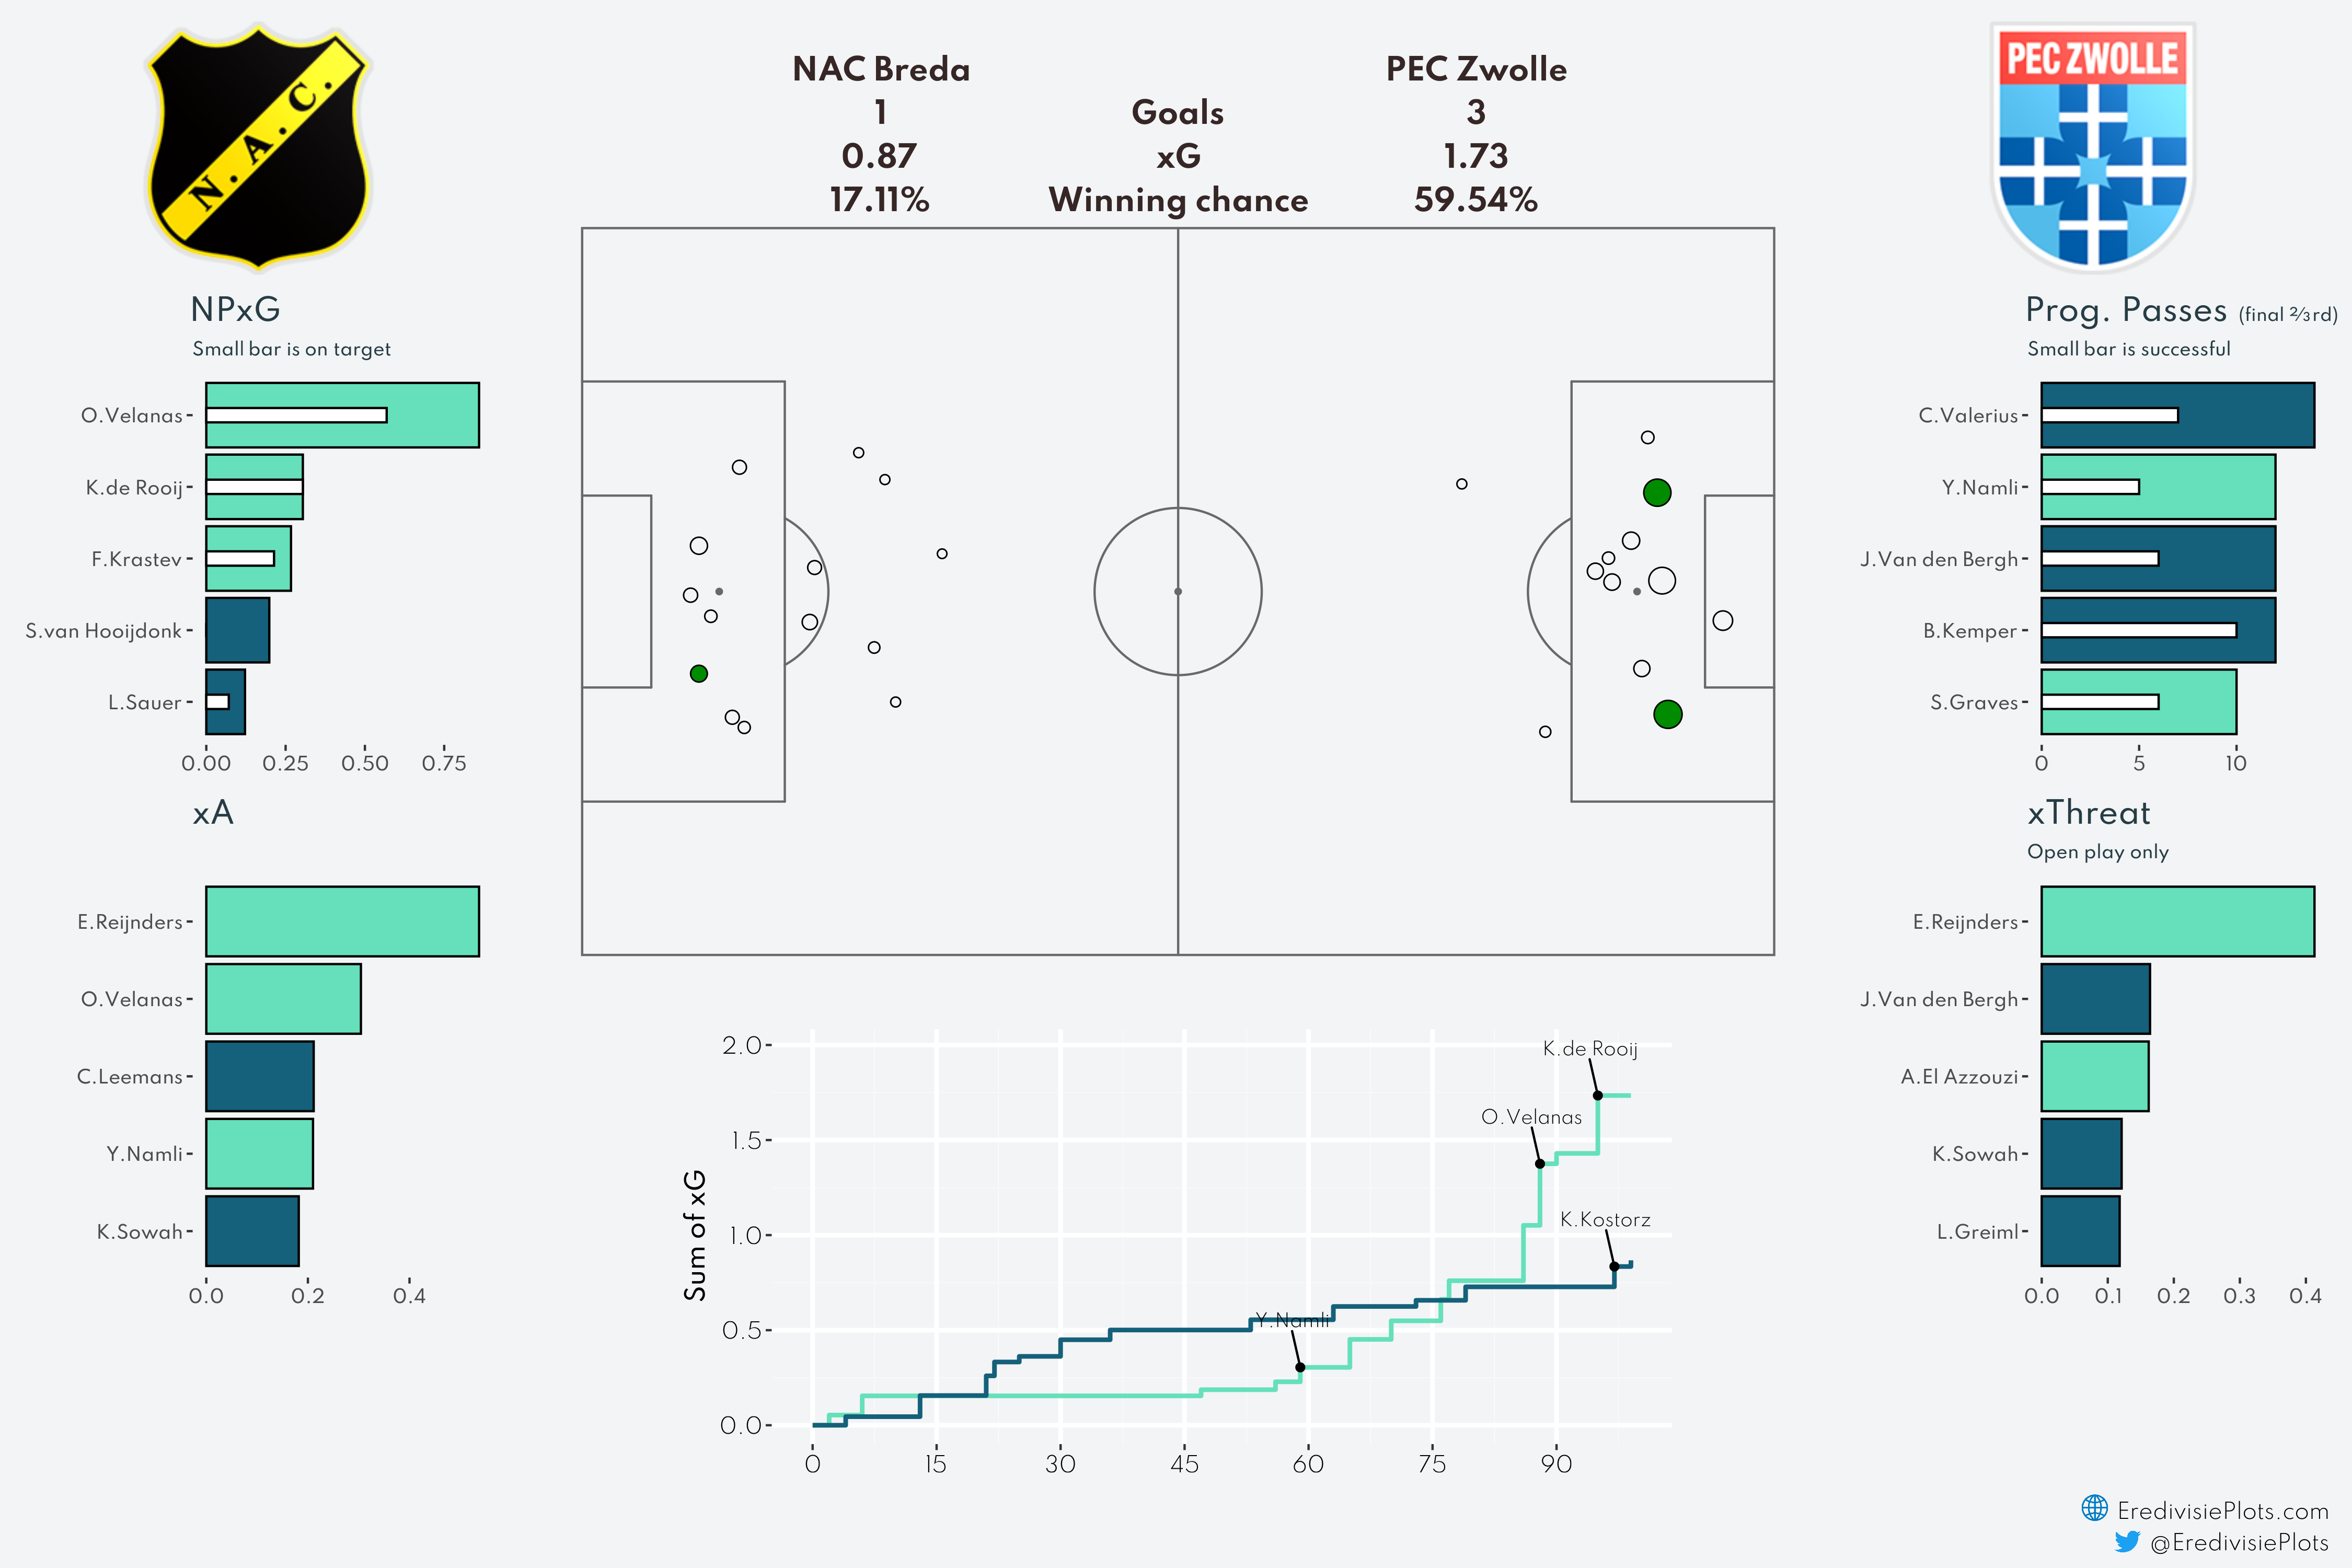 N.A.C.
PEC ZWOLLE
NAC Breda PEC Zwolle
1 Goals 3
0.87 xG 1.73
17.11% Winning chance 59.54%
NPxG
Small bar is on target
O.Velanas
K.de Rooij
F.Krastev
S.van Hooijdonk
L.Sauer
0.00 0.25 0.50 0.75
xA
E.Reijnders
O.Velanas
C.Leemans
Y.Namli
K.Sowah
0.0 0.2 0.4
K.de Rooij
O.Velanas
K.Kostorz
Y.Namli
Sum of xG
2.0
1.5
1.0
0.5
0.0
0 15 30 45 60 75 90
Prog. Passes (final ⅔rd)
Small bar is successful
C.Valerius
Y.Namli
J.Van den Bergh
B.Kemper
S.Graves
0 5 10
xThreat
Open play only
E.Reijnders
J.Van den Bergh
A.El Azzouzi
K.Sowah
L.Greiml
0.0 0.1 0.2 0.3 0.4
EredivisiePlots.com
@EredivisiePlots